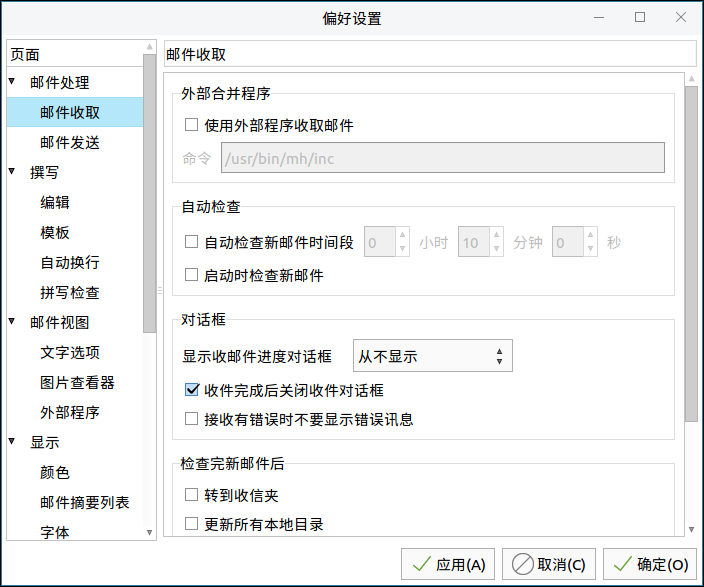 偏好设置
页面
邮件处理
邮件收取
邮件发送
撰写
编辑
模板
自动换行
拼写检查
邮件视图
文字选项
图片查看器
外部程序
显示
颜色
邮件摘要列表
字体
邮件收取
外部合并程序
使用外部程序收取邮件
命令 /usr/bin/mh/inc
自动检查
自动检查新邮件时间段 0 小时 10 分钟 0 秒
启动时检查新邮件
对话框
显示收邮件进度对话框 从不显示
收件完成后关闭收件对话框
接收有错误时不要显示错误讯息
检查完新邮件后
转到收信夹
更新所有本地目录
应用(A) 取消(C) 确定(O)